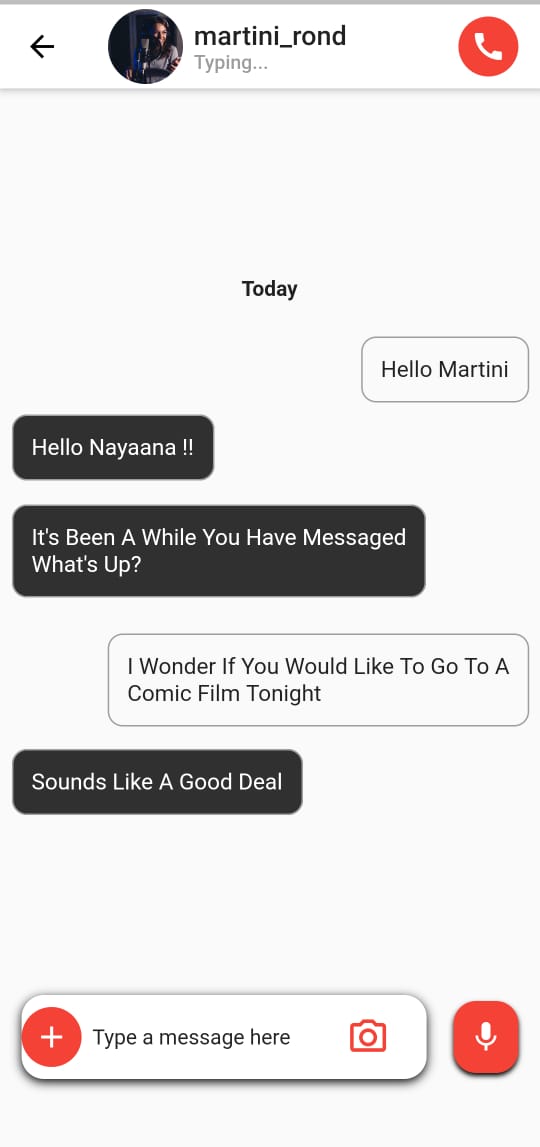 martini_rond
Typing...
Today
Hello Martini
Hello Nayaana !!
It's Been A While You Have Messaged
What's Up?
I Wonder If You Would Like To Go To A
Comic Film Tonight
Sounds Like A Good Deal
Type a message here